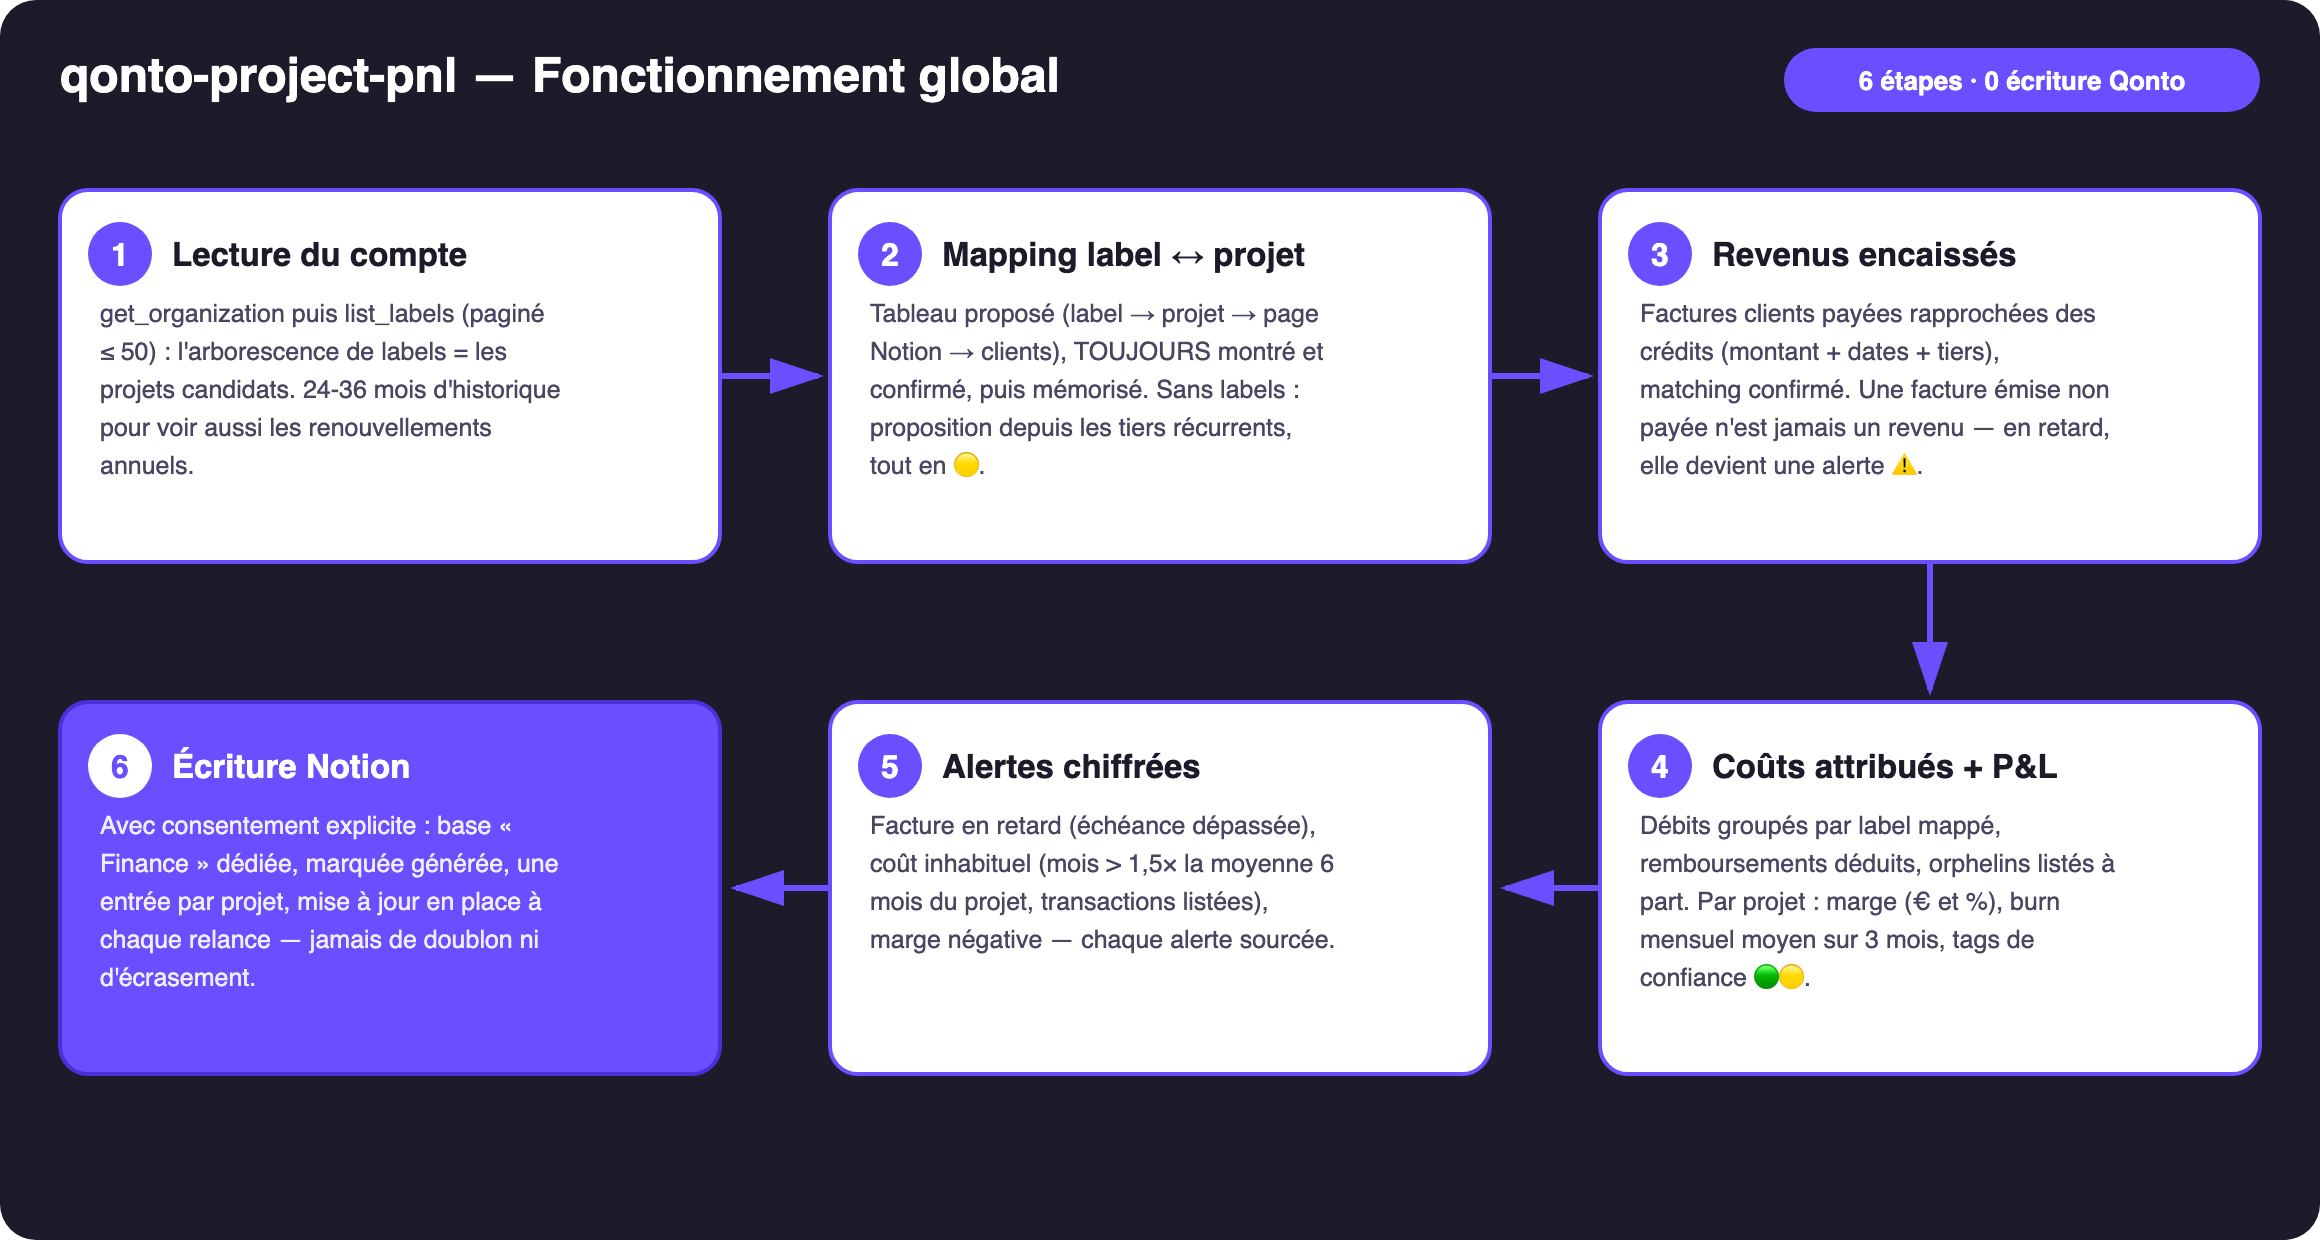 qonto-project-pnl — Fonctionnement global
6 étapes · 0 écriture Qonto
1 Lecture du compte
get_organization puis list_labels (paginé
≤ 50) : l'arborescence de labels = les
projets candidats. 24-36 mois d'historique
pour voir aussi les renouvellements
annuels.
2 Mapping label ↔ projet
Tableau proposé (label → projet → page
Notion → clients), TOUJOURS montré et
confirmé, puis mémorisé. Sans labels :
proposition depuis les tiers récurrents,
tout en 🟡.
3 Revenus encaissés
Factures clients payées rapprochées des
crédits (montant + dates + tiers),
matching confirmé. Une facture émise non
payée n'est jamais un revenu — en retard,
elle devient une alerte ⚠️.
4 Coûts attribués + P&L
Débits groupés par label mappé,
remboursements déduits, orphelins listés à
part. Par projet : marge (€ et %), burn
mensuel moyen sur 3 mois, tags de
confiance 🟢🟡.
5 Alertes chiffrées
Facture en retard (échéance dépassée),
coût inhabituel (mois > 1,5× la moyenne 6
mois du projet, transactions listées),
marge négative — chaque alerte sourcée.
6 Écriture Notion
Avec consentement explicite : base «
Finance » dédiée, marquée générée, une
entrée par projet, mise à jour en place à
chaque relance — jamais de doublon ni
d'écrasement.